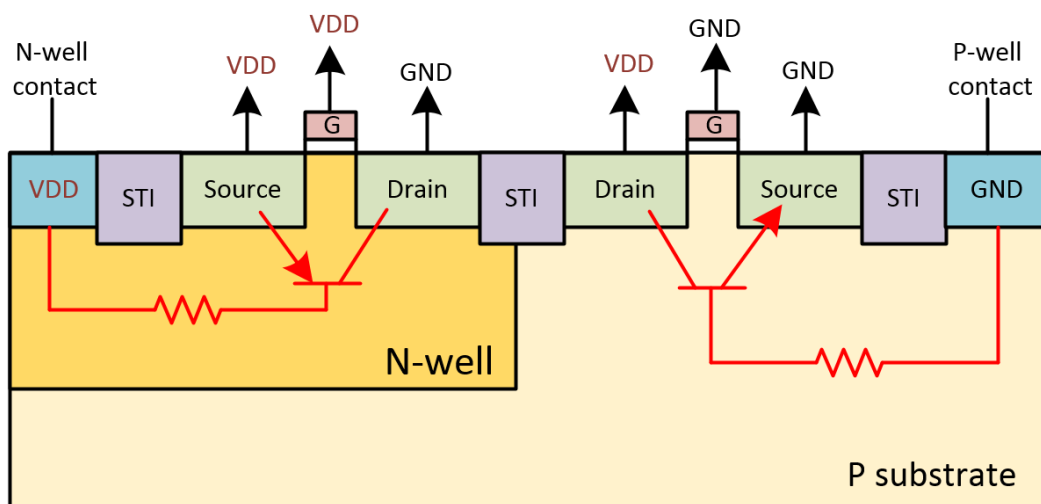 N-well
contact
VDD
VDD
GND
VDD
GND
GND
P-well
contact
G
G
VDD
STI
Source
Drain
STI
Drain
Source
STI
GND
N-well
P substrate